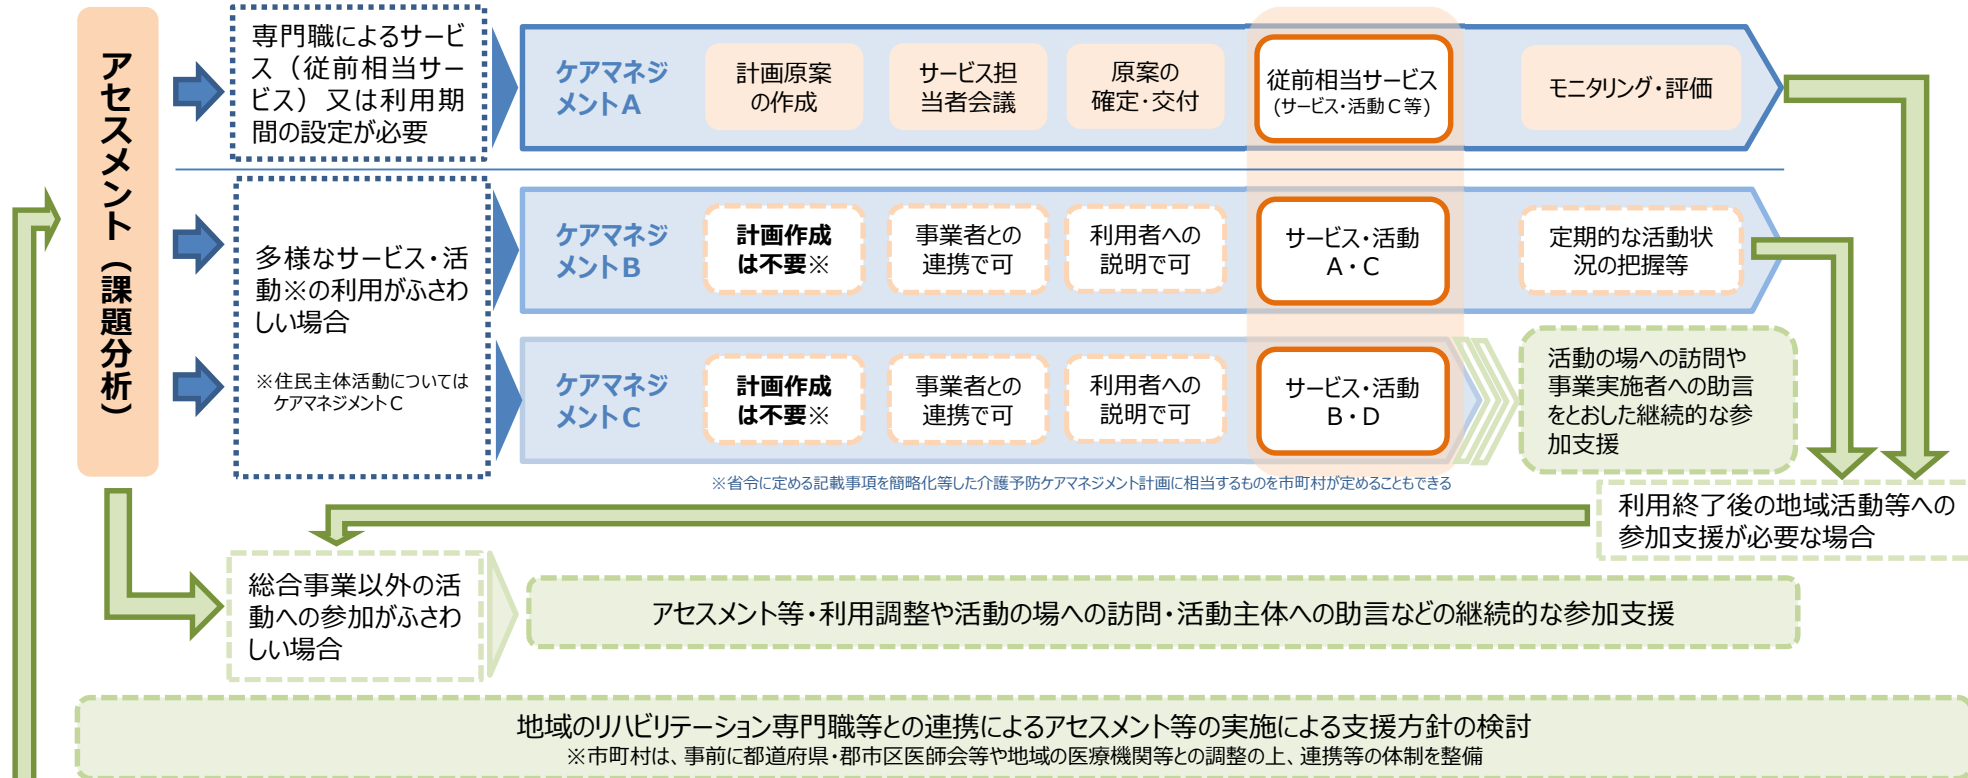 アセスメント（課題分析）
専門職によるサービ
ス（従前相当サー
ビス）又は利用期
間の設定が必要
ケアマネジ
メントA
計画原案
の作成
サービス担
当者会議
原案の
確定・交付
従前相当サービス
(サービス・活動C等)
モニタリング・評価
多様なサービス・活
動※の利用がふさわ
しい場合
※住民主体活動については
ケアマネジメントC
ケアマネジ
メントB
計画作成
は不要※
事業者との
連携で可
利用者への
説明で可
サービス・活動
A・C
定期的な活動状
況の把握等
ケアマネジ
メントC
計画作成
は不要※
事業者との
連携で可
利用者への
説明で可
サービス・活動
B・D
活動の場への訪問や
事業実施者への助言
をとおした継続的な参
加支援
※省令に定める記載事項を簡略化等した介護予防ケアマネジメント計画に相当するものを市町村が定めることもできる
利用終了後の地域活動等への
参加支援が必要な場合
総合事業以外の活
動への参加がふさわ
しい場合
アセスメント等・利用調整や活動の場への訪問・活動主体への助言などの継続的な参加支援
地域のリハビリテーション専門職等との連携によるアセスメント等の実施による支援方針の検討
※市町村は、事前に都道府県・郡市区医師会等や地域の医療機関等との調整の上、連携等の体制を整備